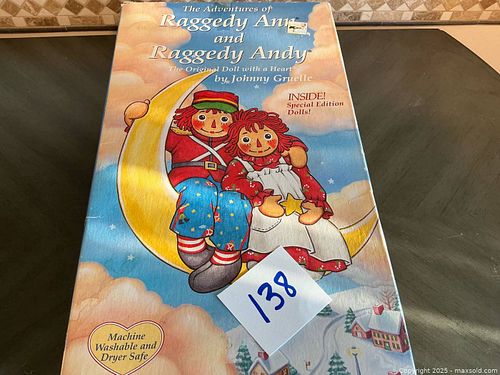 The Adventures of
Raggedy Ann
and
Raggedy Andy
The Original Doll with a Heart
by Johnny Gruelle
INSIDE!
Special Edition
Dolls!
138
Machine
Washable and
Dryer Safe
Copyright 2025 - maxsold.com